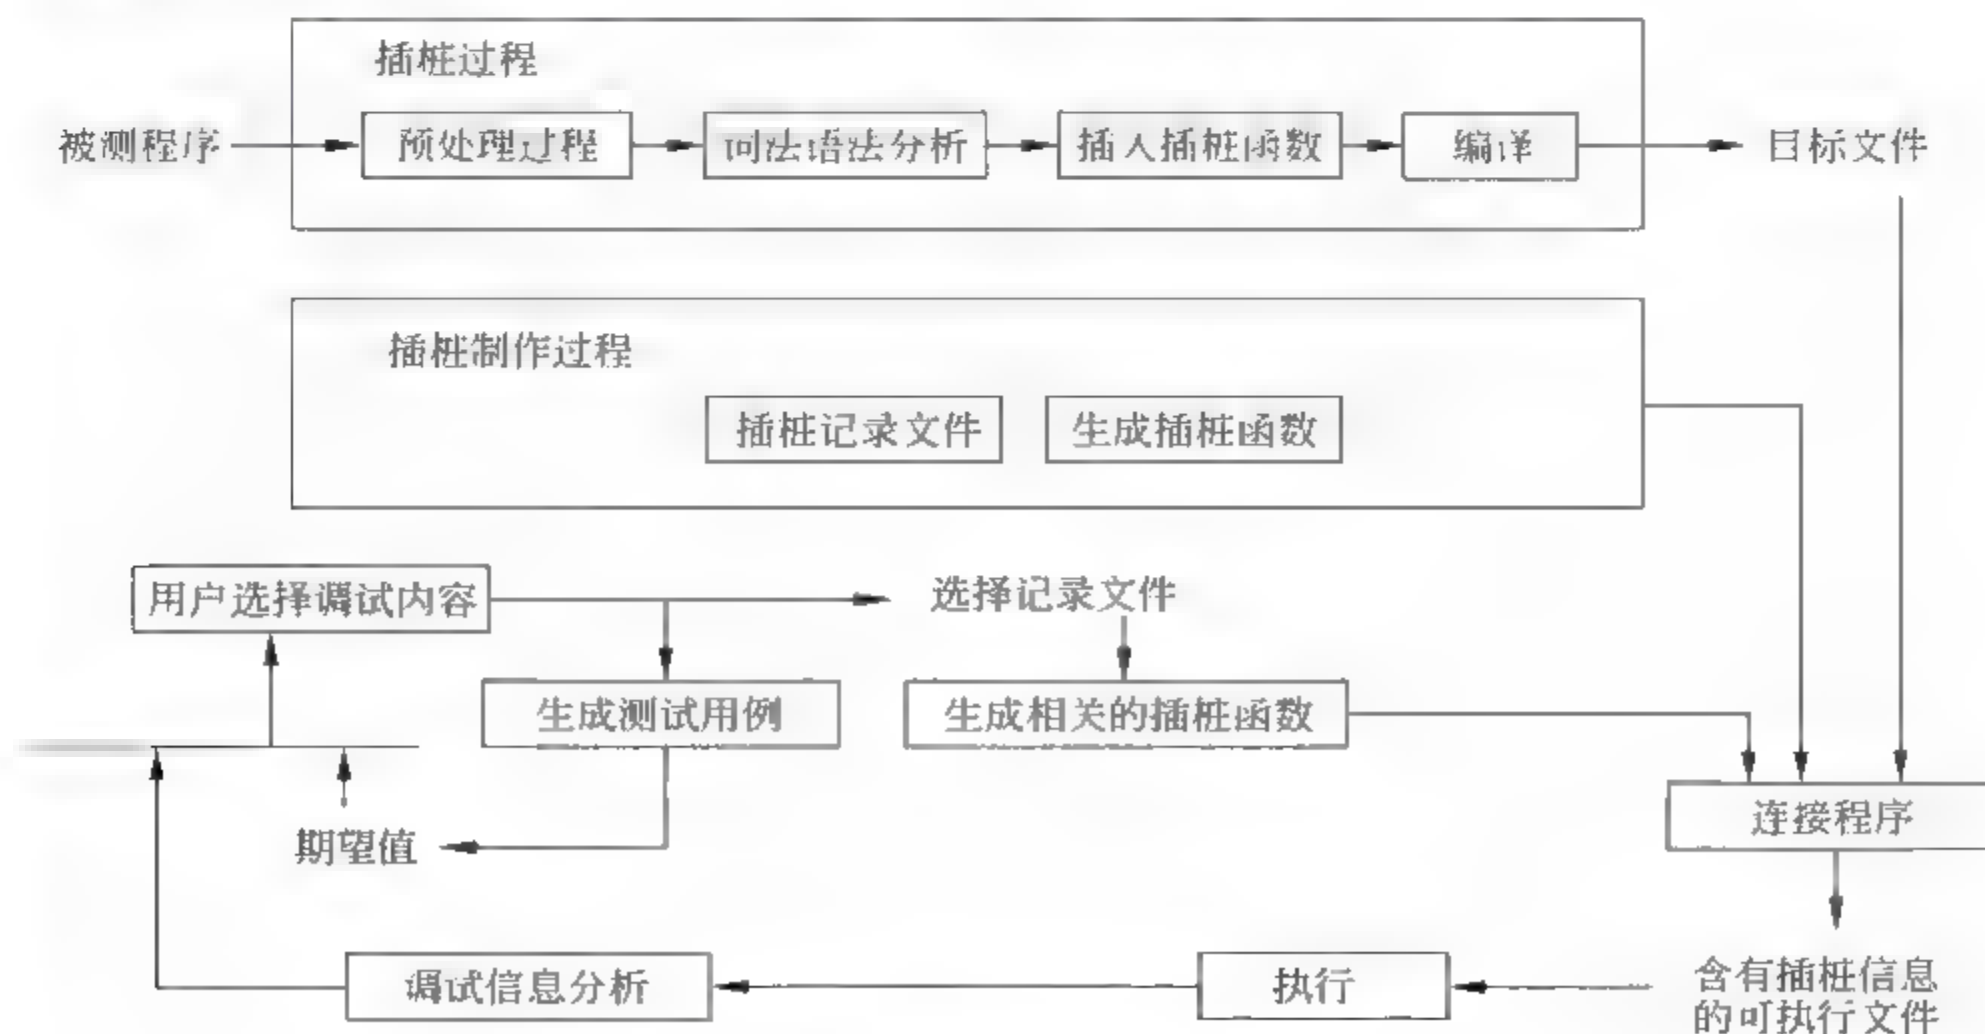 插桩过程
被测程序
预处理过程
词法语法分析
插入插桩函数
编译
目标文件
插桩制作过程
插桩记录文件
生成插桩函数
用户选择调试内容
选择记录文件
生成测试用例
生成相关的插桩函数
连接程序
期望值
调试信息分析
执行
含有插桩信息
的可执行文件